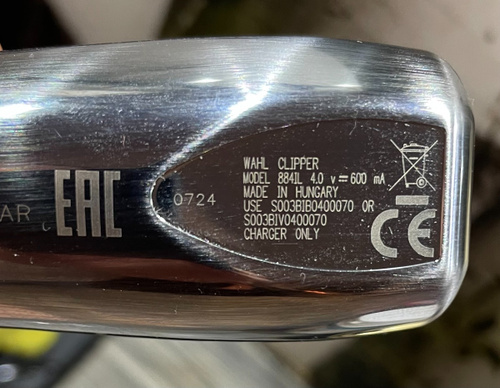 WAHL CLIPPER
MODEL 8841L 4.0 v⎓600 mA
MADE IN HUNGARY
USE S003BIB0400070 OR
S003BIV0400070
CHARGER ONLY
0724
EAC
AR
CE